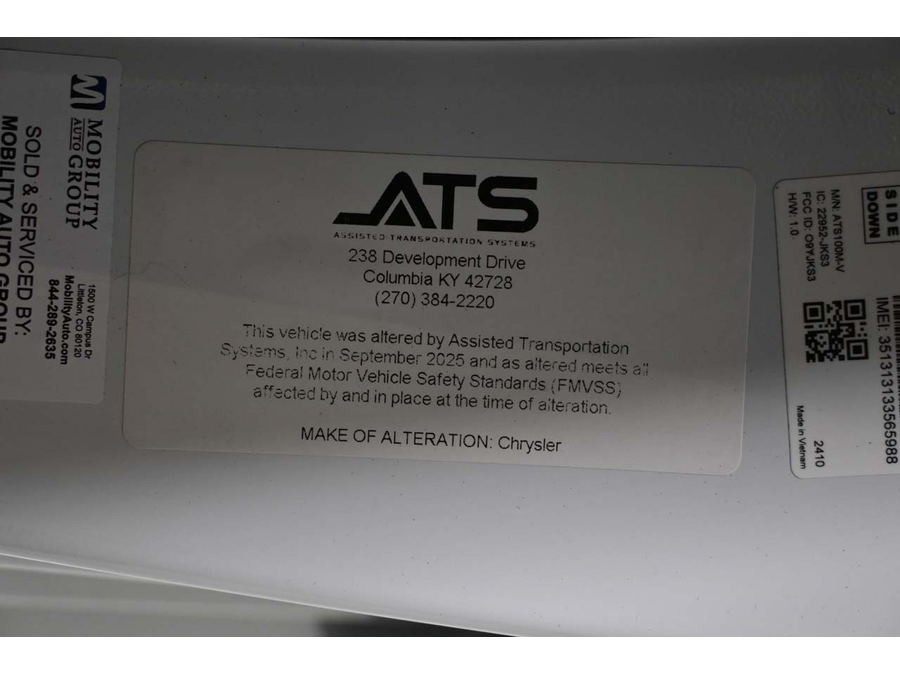 MOBILITY
AUTO GROUP
SOLD & SERVICED BY:
MOBILITY AUTO GROUP
1500 W Campus Dr
Littleton, CO 80120
MobilityAuto.com
844-289-2635
ATS
ASSISTED TRANSPORTATION SYSTEMS
238 Development Drive
Columbia KY 42728
(270) 384-2220
This vehicle was altered by Assisted Transportation
Systems, Inc in September 2025 and as altered meets all
Federal Motor Vehicle Safety Standards (FMVSS)
affected by and in place at the time of alteration.
MAKE OF ALTERATION: Chrysler
SIDE
DOWN
M/N: ATS100M-V
IC: 22952-JKS3
FCC ID: O9YJKS3
H/W: 1.0
IMEI: 351313133565988
2410
Made in Vietnam